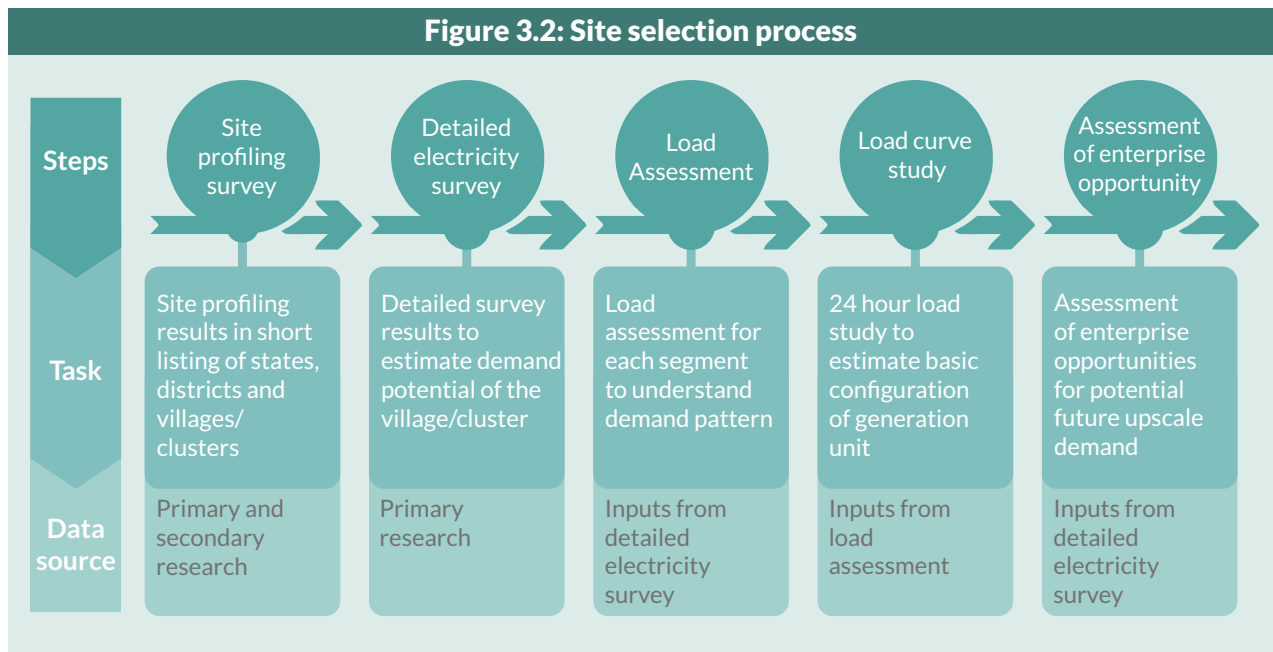 Figure 3.2: Site selection process
Steps
Site
profiling
survey
Detailed
electricity
survey
Load
Assessment
Load curve
study
Assessment
of enterprise
opportunity
Task
Site profiling
results in short
listing of states,
districts and
villages/
clusters
Detailed survey
results to
estimate demand
potential of the
village/cluster
Load
assessment for
each segment
to understand
demand pattern
24 hour load
study to
estimate basic
configuration
of generation
unit
Assessment
of enterprise
opportunities
for potential
future upscale
demand
Data
source
Primary and
secondary
research
Primary
research
Inputs from
detailed
electricity
survey
Inputs from
load
assessment
Inputs from
detailed
electricity
survey